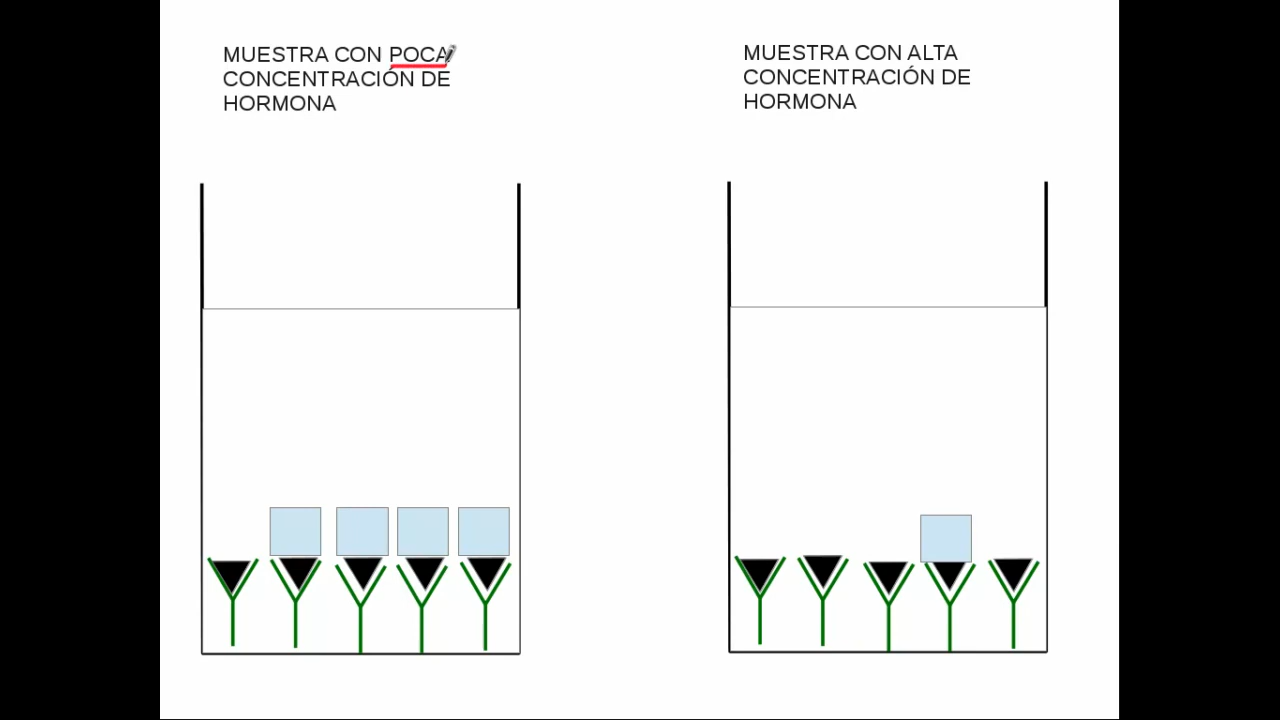 MUESTRA CON POCA
CONCENTRACIÓN DE
HORMONA
MUESTRA CON ALTA
CONCENTRACIÓN DE
HORMONA